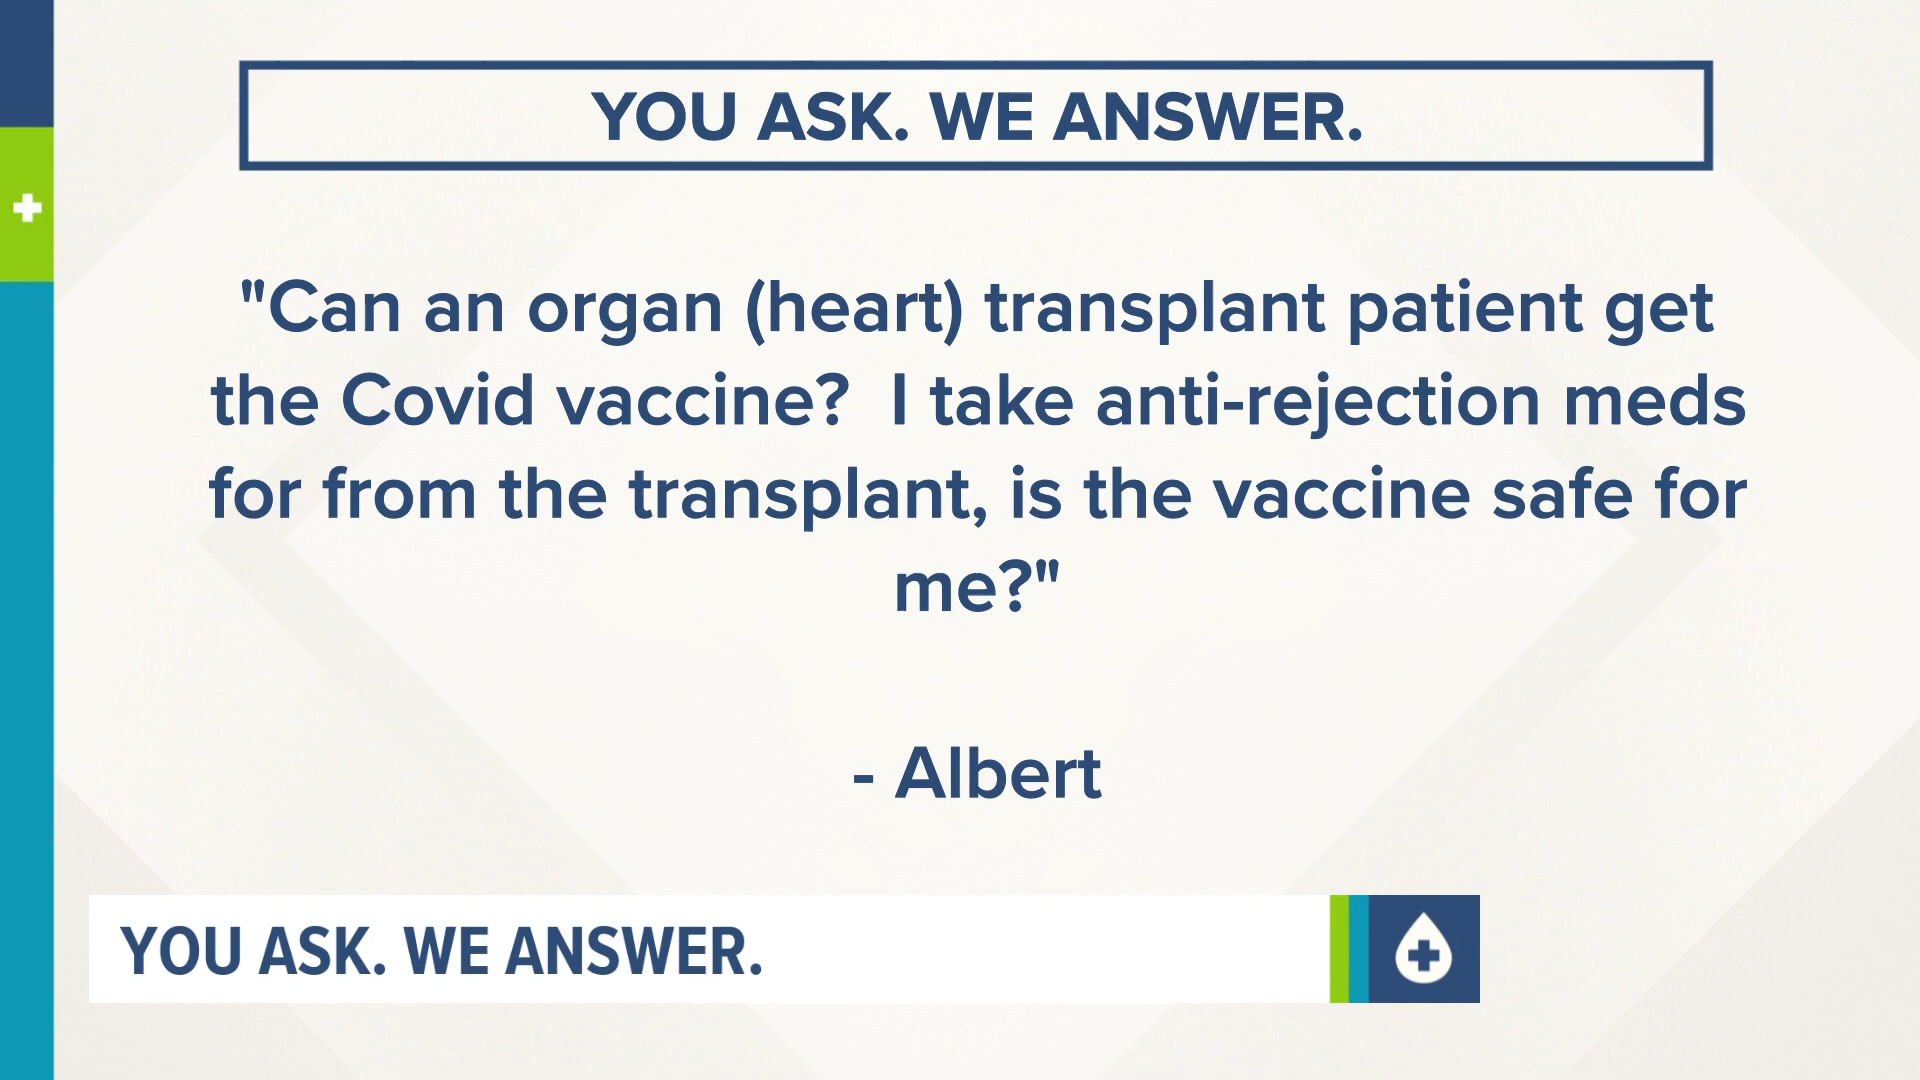 YOU ASK. WE ANSWER.
"Can an organ (heart) transplant patient get
the Covid vaccine?  I take anti-rejection meds
for from the transplant, is the vaccine safe for
me?"
- Albert
YOU ASK. WE ANSWER.